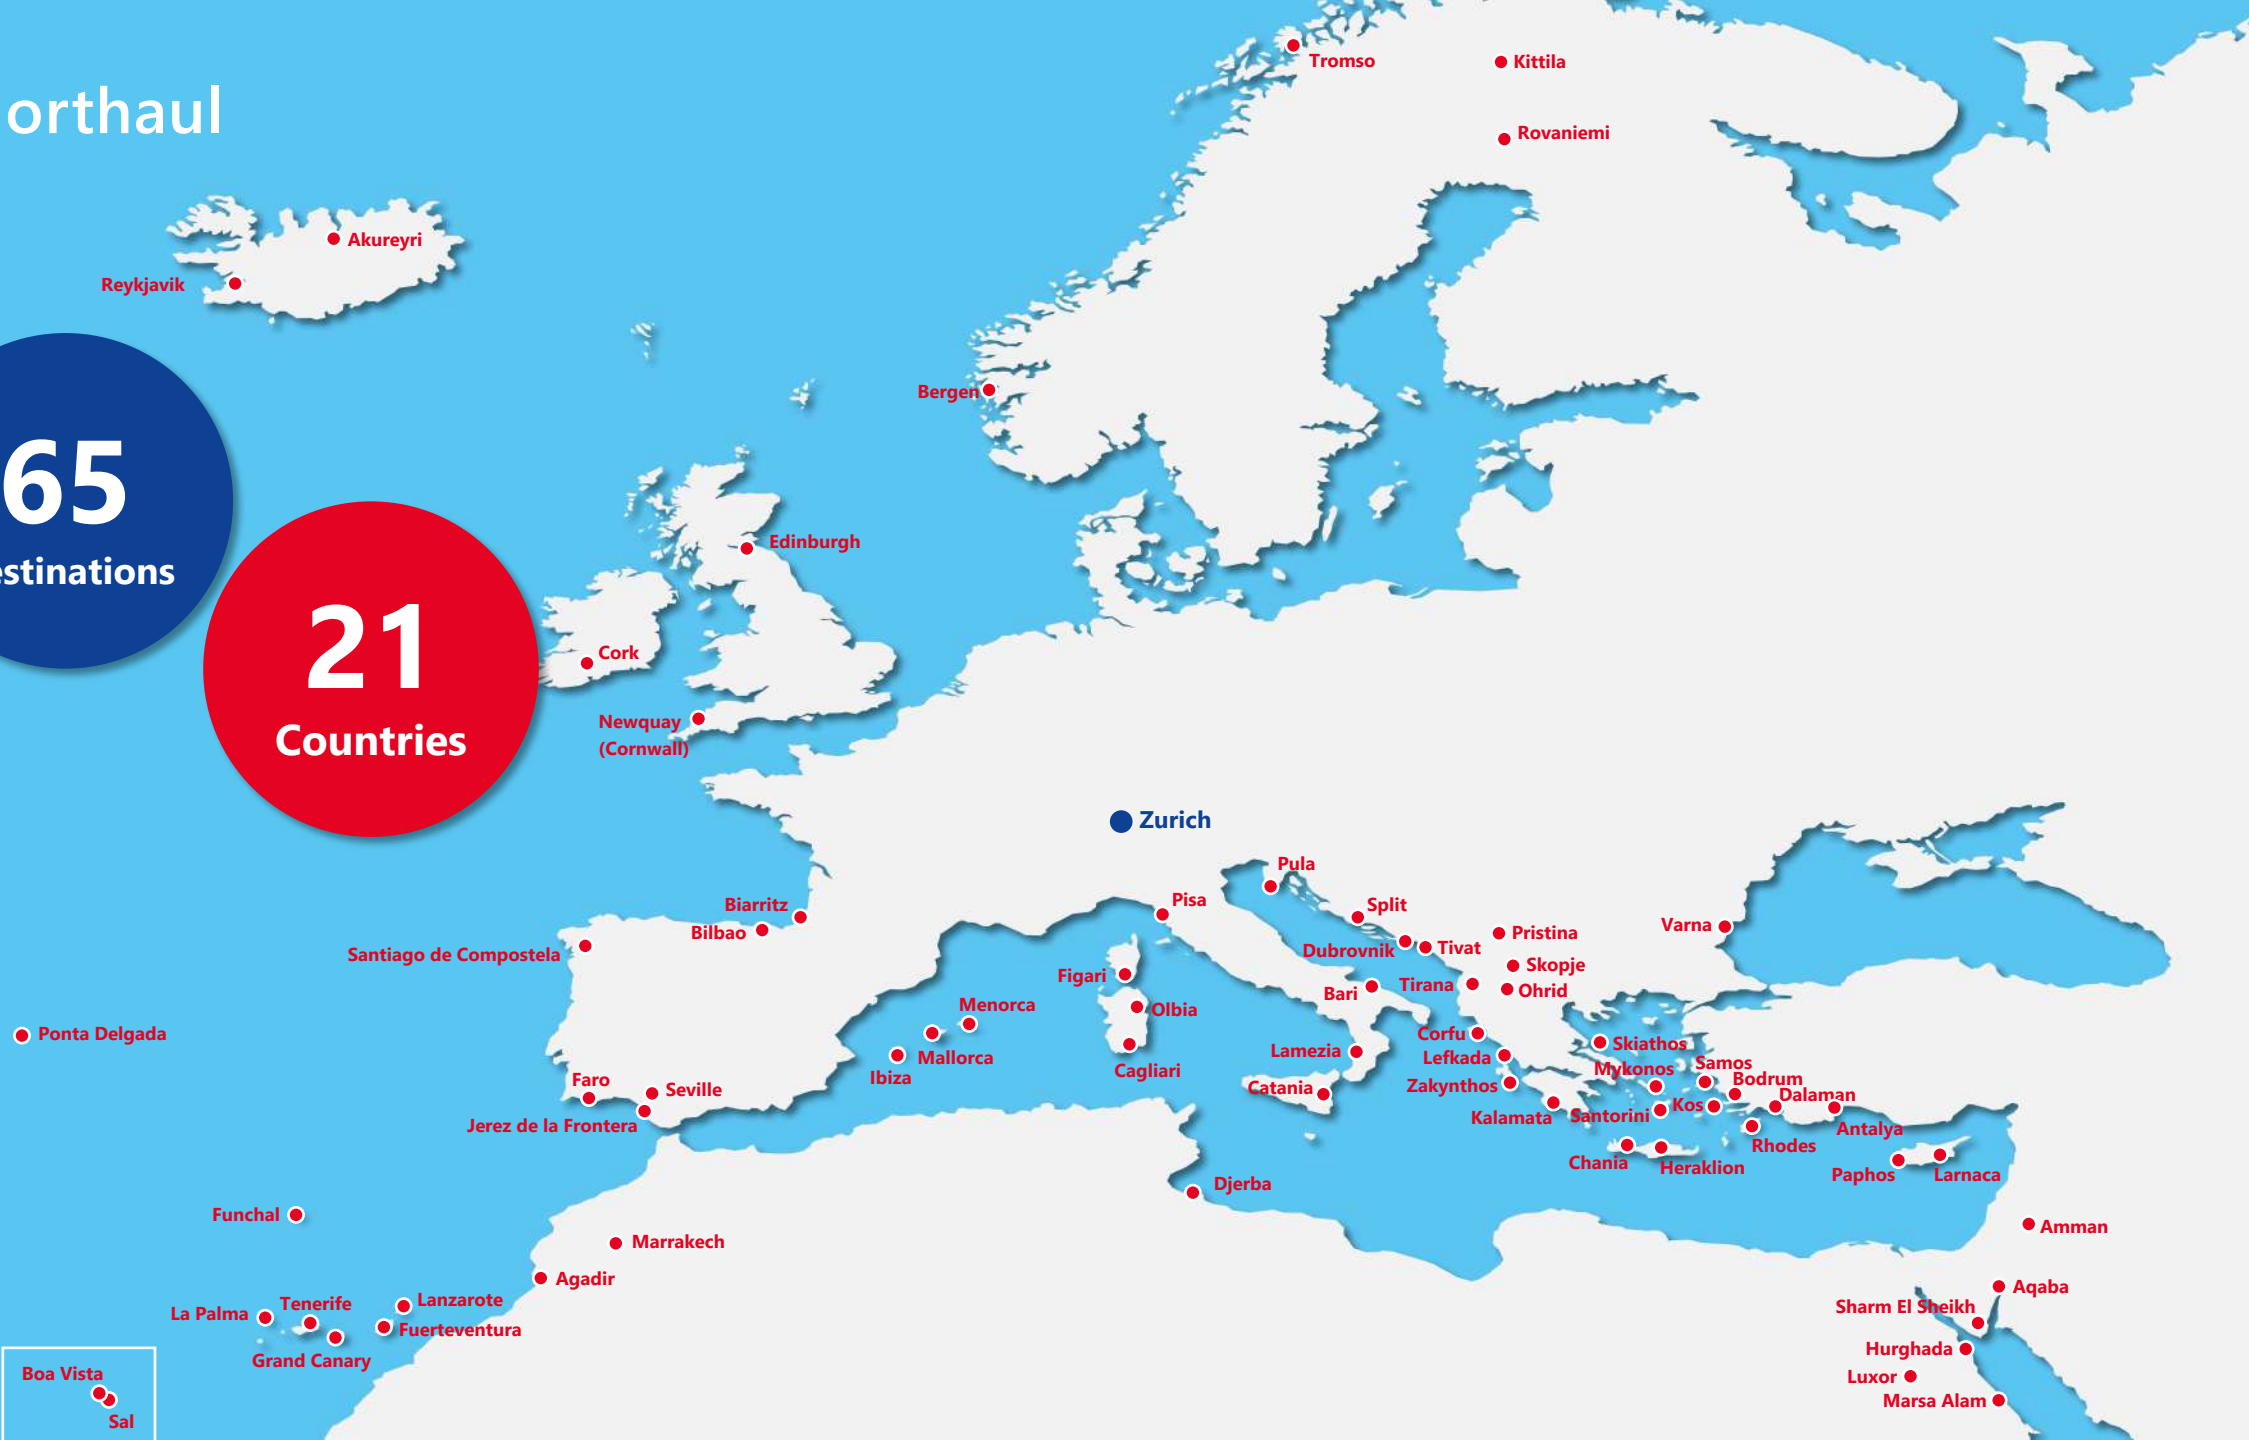 orthaul
Tromso
Kittila
Rovaniemi
Akureyri
Reykjavik
Bergen
65
estinations
21
Countries
Edinburgh
Cork
Newquay
(Cornwall)
Zurich
Pula
Biarritz
Pisa
Split
Bilbao
Varna
Pristina
Santiago de Compostela
Dubrovnik
Tivat
Skopje
Figari
Tirana
Ohrid
Bari
Menorca
Olbia
Ponta Delgada
Corfu
Skiathos
Mallorca
Lamezia
Lefkada
Ibiza
Cagliari
Mykonos
Samos
Faro
Seville
Catania
Zakynthos
Bodrum
Dalaman
Jerez de la Frontera
Kalamata
Santorini
Kos
Antalya
Rhodes
Chania
Heraklion
Paphos
Larnaca
Djerba
Funchal
Amman
Marrakech
Agadir
Aqaba
La Palma
Tenerife
Lanzarote
Sharm El Sheikh
Fuerteventura
Hurghada
Grand Canary
Boa Vista
Luxor
Marsa Alam
Sal